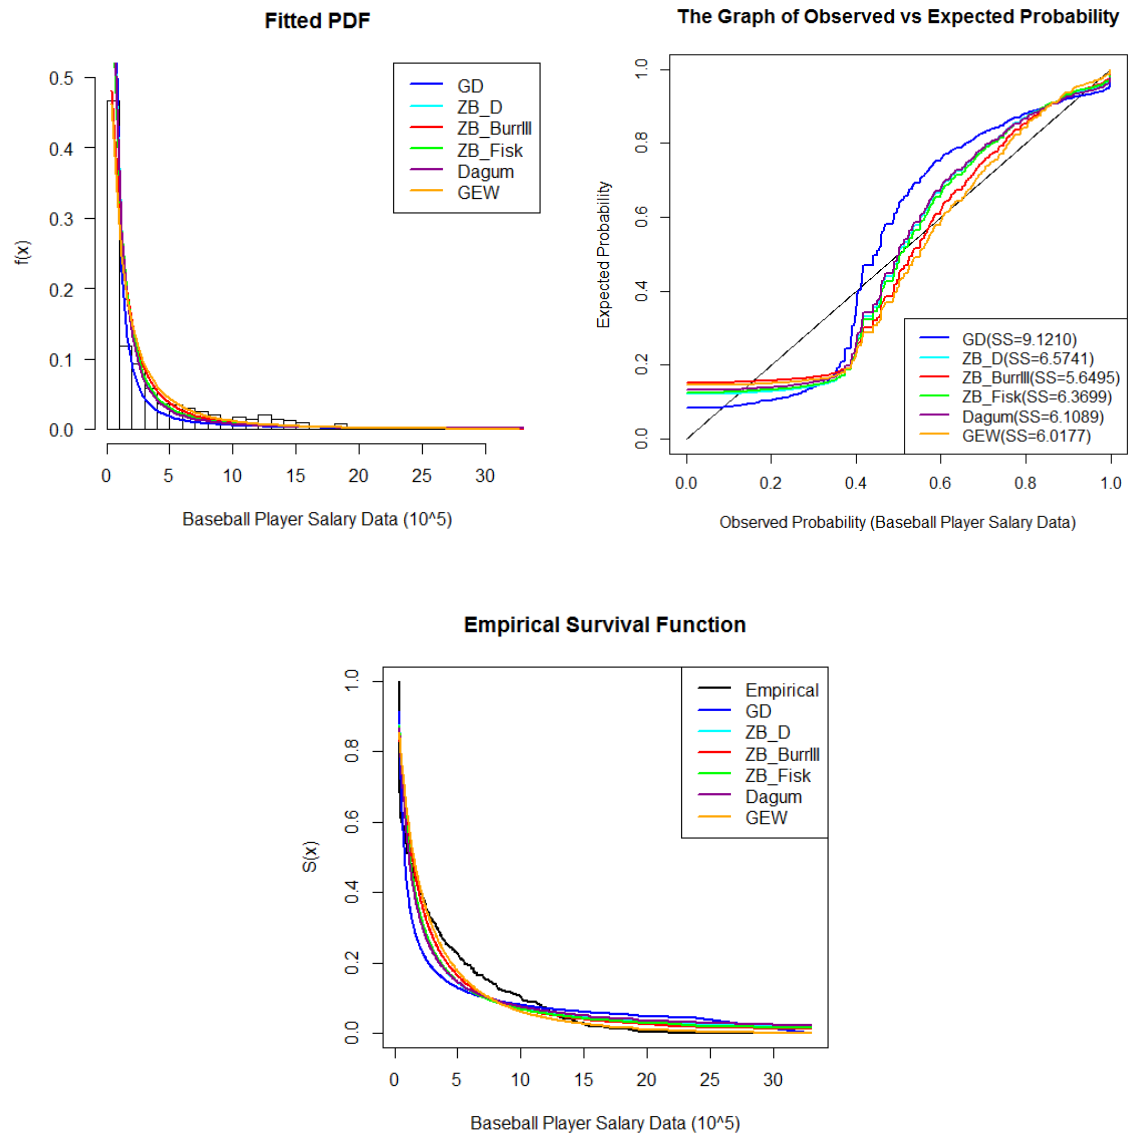 Fitted PDF
f(x)
0.5
0.4
0.3
0.2
0.1
0.0
GD
ZB_D
ZB_BurrIII
ZB_Fisk
Dagum
GEW
0 5 10 15 20 25 30
Baseball Player Salary Data (10^5)
The Graph of Observed vs Expected Probability
Expected Probability
1.0
0.8
0.6
0.4
0.2
0.0
GD(SS=9.1210)
ZB_D(SS=6.5741)
ZB_BurrIII(SS=5.6495)
ZB_Fisk(SS=6.3699)
Dagum(SS=6.1089)
GEW(SS=6.0177)
0.0 0.2 0.4 0.6 0.8 1.0
Observed Probability (Baseball Player Salary Data)
Empirical Survival Function
S(x)
1.0
0.8
0.6
0.4
0.2
0.0
Empirical
GD
ZB_D
ZB_BurrIII
ZB_Fisk
Dagum
GEW
0 5 10 15 20 25 30
Baseball Player Salary Data (10^5)